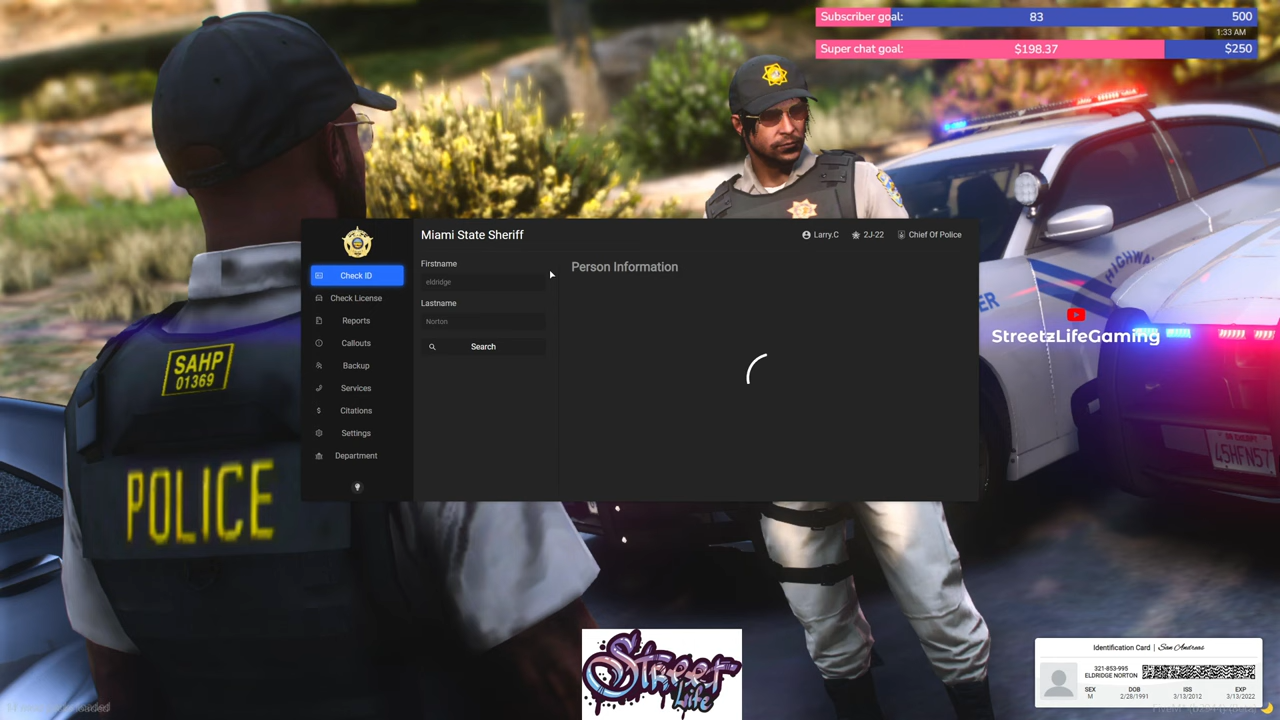 Subscriber goal: 83 500
1:33 AM
Super chat goal: $198.37 $250
Miami State Sheriff
Larry.C 2J-22 Chief Of Police
Check ID
Check License
Reports
Callouts
Backup
Services
Citations
Settings
Department
Firstname
eldridge
Lastname
Norton
Search
Person Information
SAHP
01369
POLICE
HIGHWAY
StreetzLifeGaming
45HFN57
Street
Life
Identification Card | San Andreas
321-853-995
ELDRIDGE NORTON
SEX DOB ISS EXP
M 2/28/1991 3/13/2012 3/13/2022